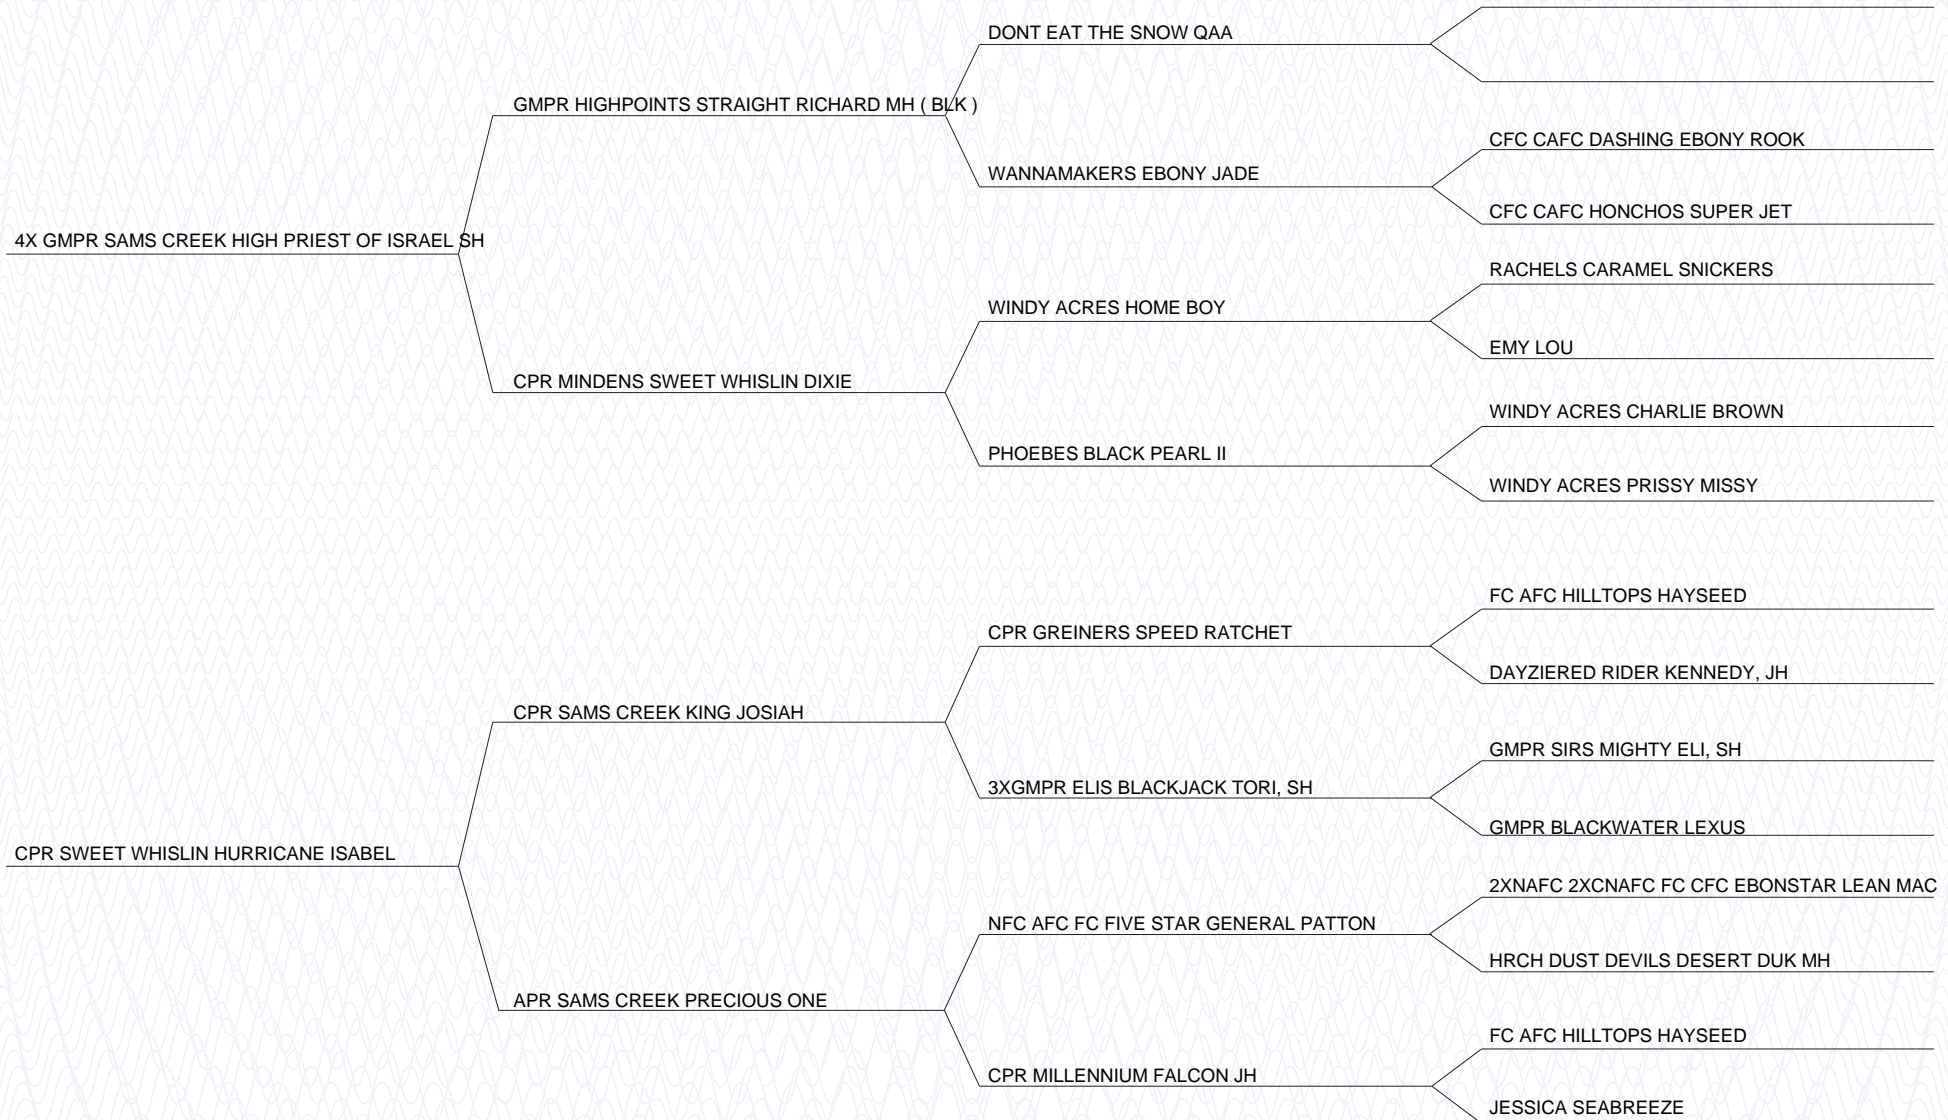 DONT EAT THE SNOW QAA
GMPR HIGHPOINTS STRAIGHT RICHARD MH ( BLK )
CFC CAFC DASHING EBONY ROOK
WANNAMAKERS EBONY JADE
CFC CAFC HONCHOS SUPER JET
4X GMPR SAMS CREEK HIGH PRIEST OF ISRAEL SH
RACHELS CARAMEL SNICKERS
WINDY ACRES HOME BOY
EMY LOU
CPR MINDENS SWEET WHISLIN DIXIE
WINDY ACRES CHARLIE BROWN
PHOEBES BLACK PEARL II
WINDY ACRES PRISSY MISSY
FC AFC HILLTOPS HAYSEED
CPR GREINERS SPEED RATCHET
DAYZIERED RIDER KENNEDY, JH
CPR SAMS CREEK KING JOSIAH
GMPR SIRS MIGHTY ELI, SH
3XGMPR ELIS BLACKJACK TORI, SH
GMPR BLACKWATER LEXUS
CPR SWEET WHISLIN HURRICANE ISABEL
2XNAFC 2XCNAFC FC CFC EBONSTAR LEAN MAC
NFC AFC FC FIVE STAR GENERAL PATTON
HRCH DUST DEVILS DESERT DUK MH
APR SAMS CREEK PRECIOUS ONE
FC AFC HILLTOPS HAYSEED
CPR MILLENNIUM FALCON JH
JESSICA SEABREEZE